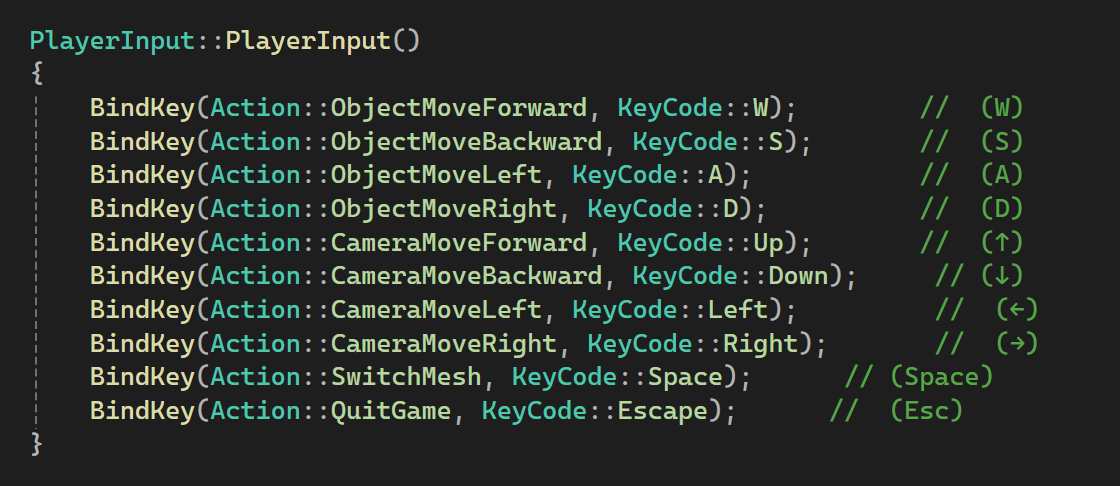 PlayerInput::PlayerInput()
{
    BindKey(Action::ObjectMoveForward, KeyCode::W);        //  (W)
    BindKey(Action::ObjectMoveBackward, KeyCode::S);       //  (S)
    BindKey(Action::ObjectMoveLeft, KeyCode::A);           //  (A)
    BindKey(Action::ObjectMoveRight, KeyCode::D);          //  (D)
    BindKey(Action::CameraMoveForward, KeyCode::Up);       //  (↑)
    BindKey(Action::CameraMoveBackward, KeyCode::Down);     // (↓)
    BindKey(Action::CameraMoveLeft, KeyCode::Left);         //  (←)
    BindKey(Action::CameraMoveRight, KeyCode::Right);       //  (→)
    BindKey(Action::SwitchMesh, KeyCode::Space);      // (Space)
    BindKey(Action::QuitGame, KeyCode::Escape);      //  (Esc)
}